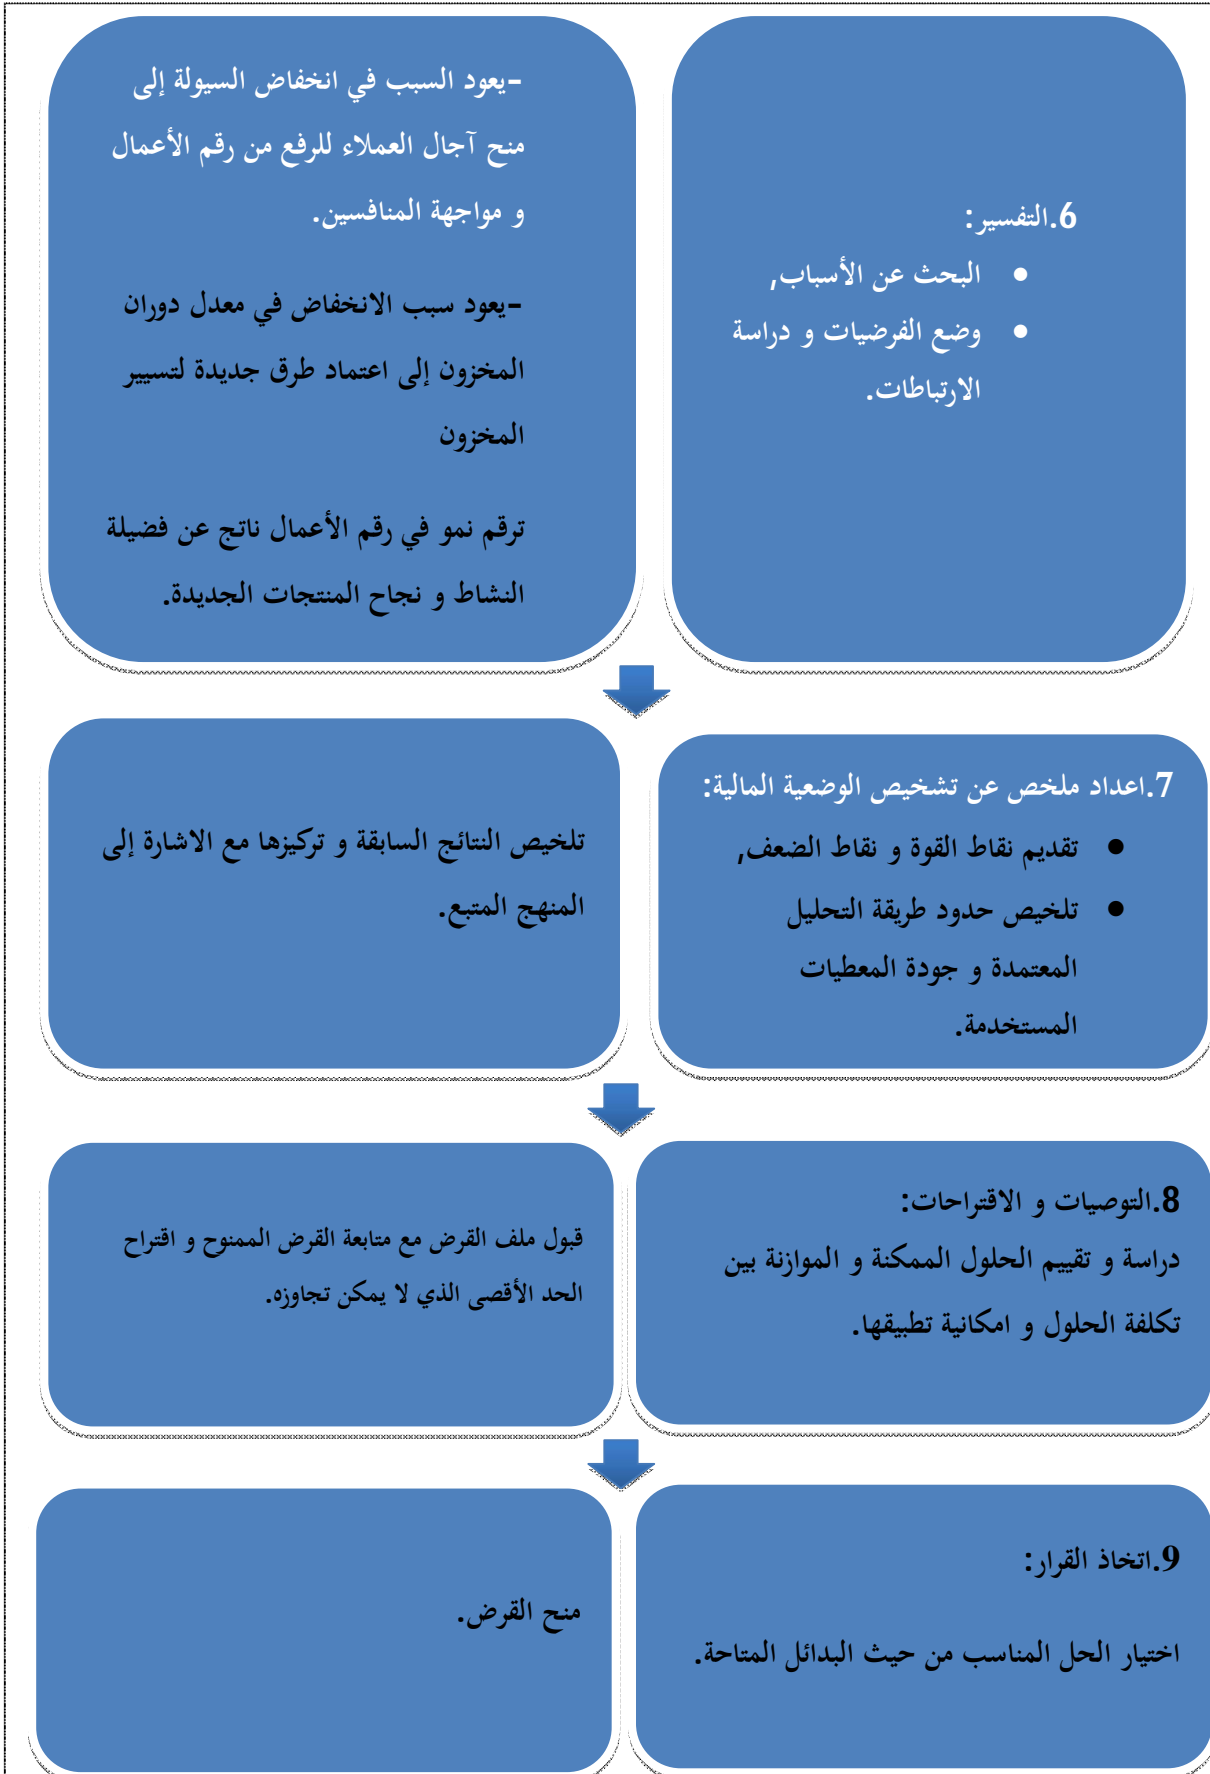 6.التفسير:
• البحث عن الأسباب,
• وضع الفرضيات و دراسة
الارتباطات.
-يعود السبب في انخفاض السيولة إلى
منح آجال العملاء للرفع من رقم الأعمال
و مواجهة المنافسين.
-يعود سبب الانخفاض في معدل دوران
المخزون إلى اعتماد طرق جديدة لتسيير
المخزون
ترقم نمو في رقم الأعمال ناتج عن فضيلة
النشاط و نجاح المنتجات الجديدة.
7.اعداد ملخص عن تشخيص الوضعية المالية:
• تقديم نقاط القوة و نقاط الضعف,
• تلخيص حدود طريقة التحليل
المعتمدة و جودة المعطيات
المستخدمة.
تلخيص النتائج السابقة و تركيزها مع الاشارة إلى
المنهج المتبع.
8.التوصيات و الاقتراحات:
دراسة و تقييم الحلول الممكنة و الموازنة بين
تكلفة الحلول و امكانية تطبيقها.
قبول ملف القرض مع متابعة القرض الممنوح و اقتراح
الحد الأقصى الذي لا يمكن تجاوزه.
9.اتخاذ القرار:
اختيار الحل المناسب من حيث البدائل المتاحة.
منح القرض.